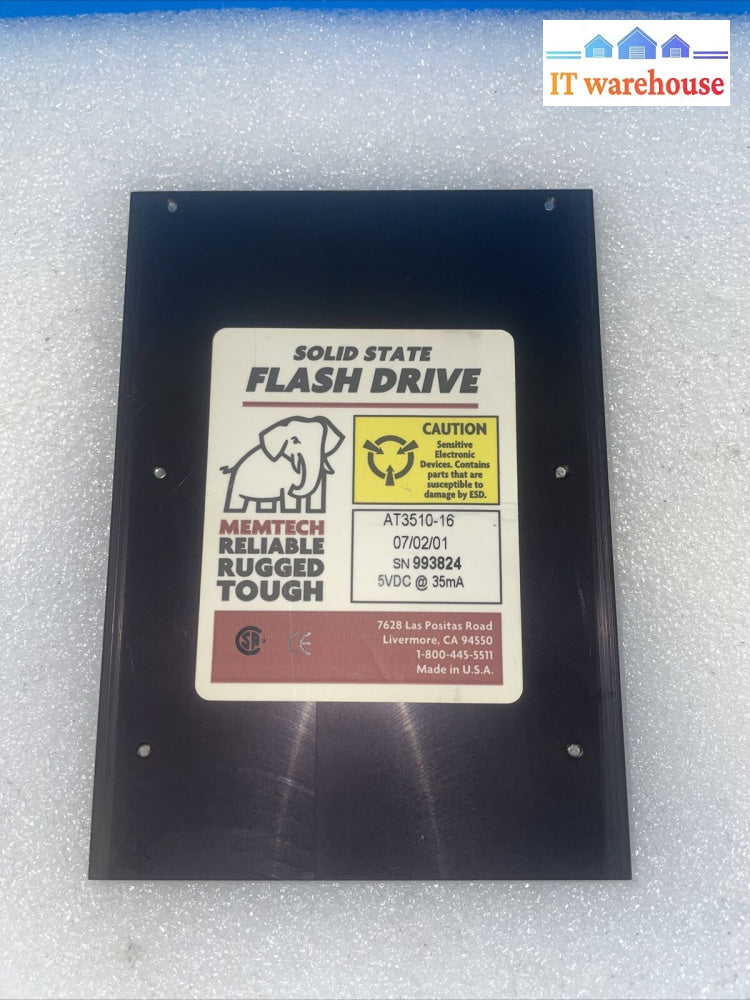 IT warehouse
SOLID STATE
FLASH DRIVE
CAUTION
Sensitive
Electronic
Devices. Contains
parts that are
susceptible to
damage by ESD.
MEMTECH
RELIABLE
RUGGED
TOUGH
AT3510-16
07/02/01
SN 993824
5VDC @ 35mA
SA
CE
7628 Las Positas Road
Livermore, CA 94550
1-800-445-5511
Made in U.S.A.